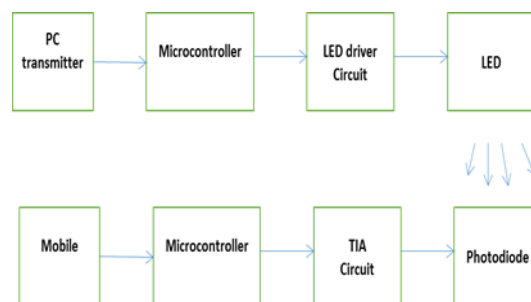 PC
transmitter
Microcontroller
LED driver
Circuit
LED
Mobile
Microcontroller
TIA
Circuit
Photodiode